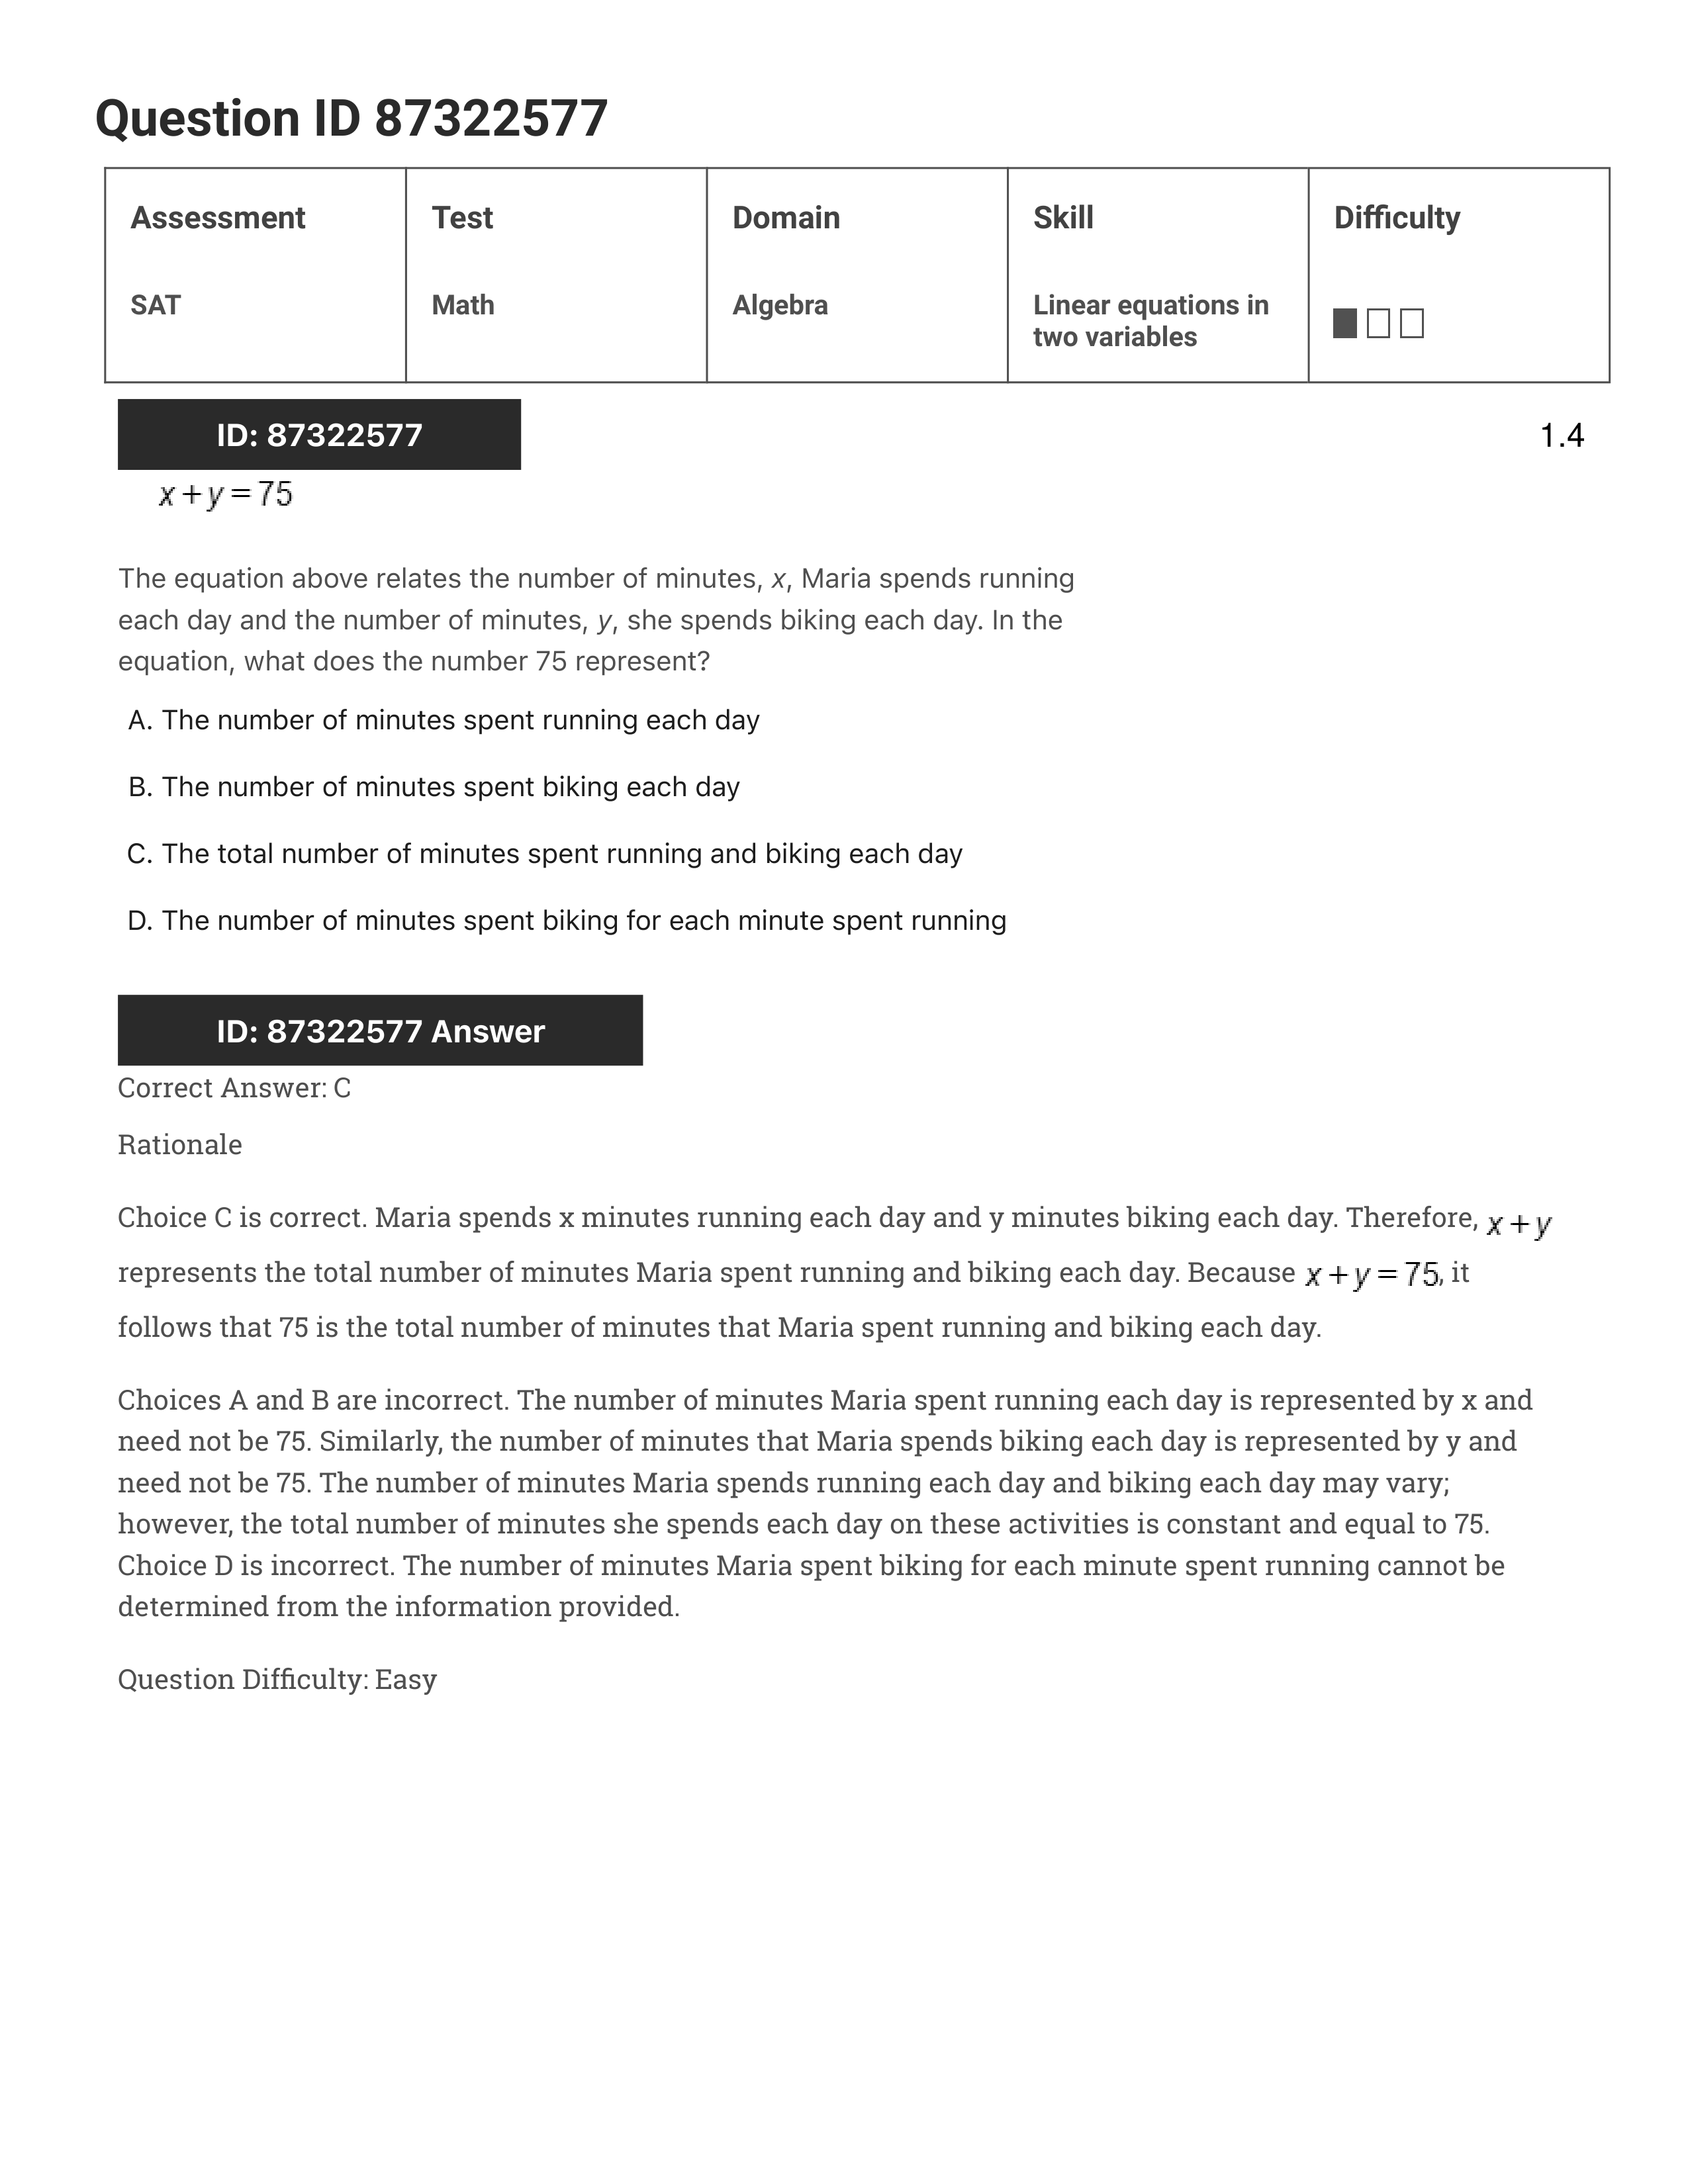 Question ID 87322577
Assessment Test Domain Skill Difficulty
SAT Math Algebra Linear equations in
two variables
ID: 87322577 1.4
x + y = 75
The equation above relates the number of minutes, x, Maria spends running
each day and the number of minutes, y, she spends biking each day. In the
equation, what does the number 75 represent?
A. The number of minutes spent running each day
B. The number of minutes spent biking each day
C. The total number of minutes spent running and biking each day
D. The number of minutes spent biking for each minute spent running
ID: 87322577 Answer
Correct Answer: C
Rationale
Choice C is correct. Maria spends x minutes running each day and y minutes biking each day. Therefore, x + y
represents the total number of minutes Maria spent running and biking each day. Because x + y = 75, it
follows that 75 is the total number of minutes that Maria spent running and biking each day.
Choices A and B are incorrect. The number of minutes Maria spent running each day is represented by x and
need not be 75. Similarly, the number of minutes that Maria spends biking each day is represented by y and
need not be 75. The number of minutes Maria spends running each day and biking each day may vary;
however, the total number of minutes she spends each day on these activities is constant and equal to 75.
Choice D is incorrect. The number of minutes Maria spent biking for each minute spent running cannot be
determined from the information provided.
Question Difficulty: Easy